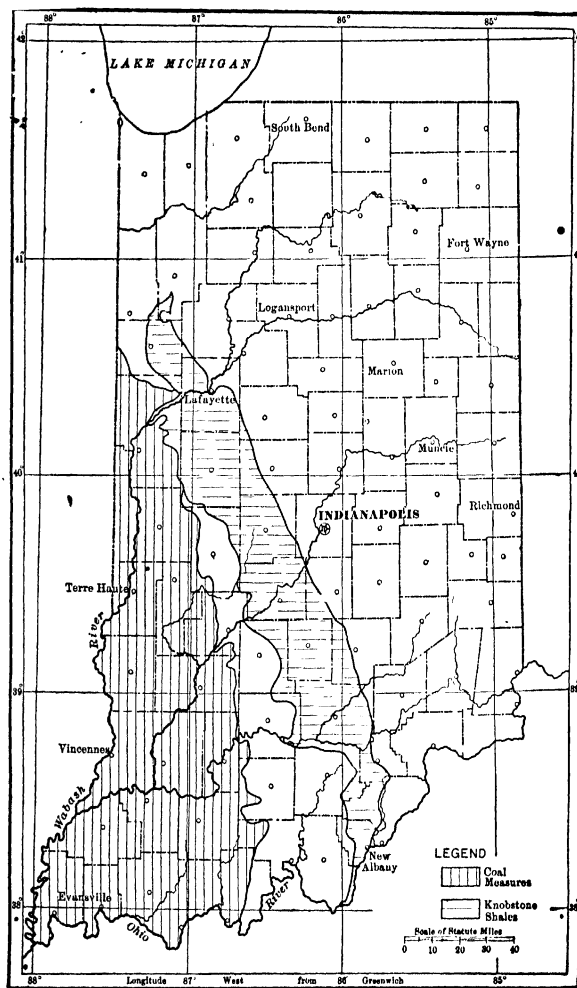 88° 87° 86° 85°
42
LAKE MICHIGAN
South Bend
41
Fort Wayne
Logansport
Marion
Lafayette
Muncie
40
Richmond
INDIANAPOLIS
Terre Haute
River
39
Vincennes
Wabash
New
Albany
LEGEND
Coal
Measures
Knobstone
Shales
Evansville
River
38
Ohio
Scale of Statute Miles
0 10 20 30 40
88° Longitude 87° West from 86° Greenwich 85°